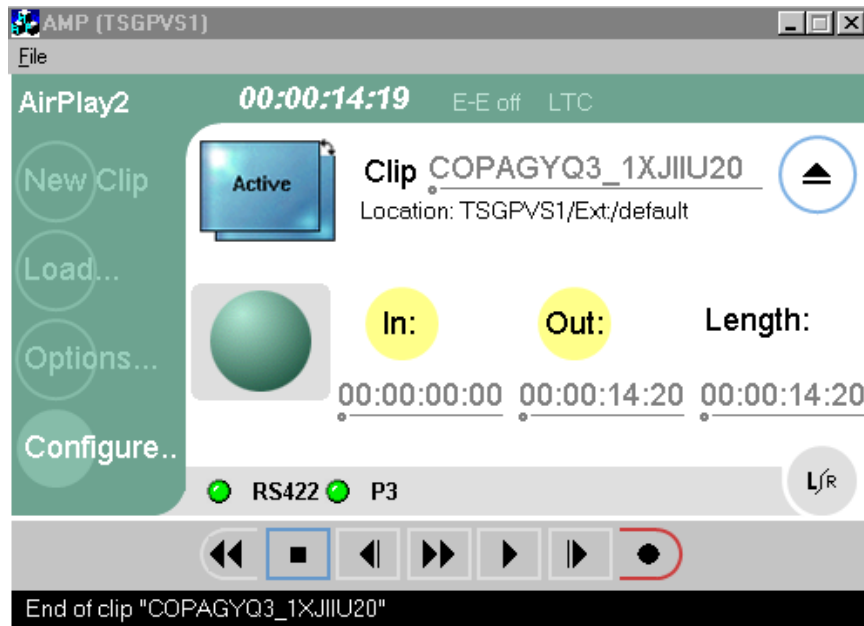 AMP (TSGPVS1)
File
AirPlay2 00:00:14:19 E-E off LTC
New Clip
Active
Clip COPAGYQ3_1XJIIU20
Location: TSGPVS1/Ext:/default
Load...
Options...
In: Out: Length:
00:00:00:00 00:00:14:20 00:00:14:20
Configure..
RS422 P3
L/R
End of clip "COPAGYQ3_1XJIIU20"